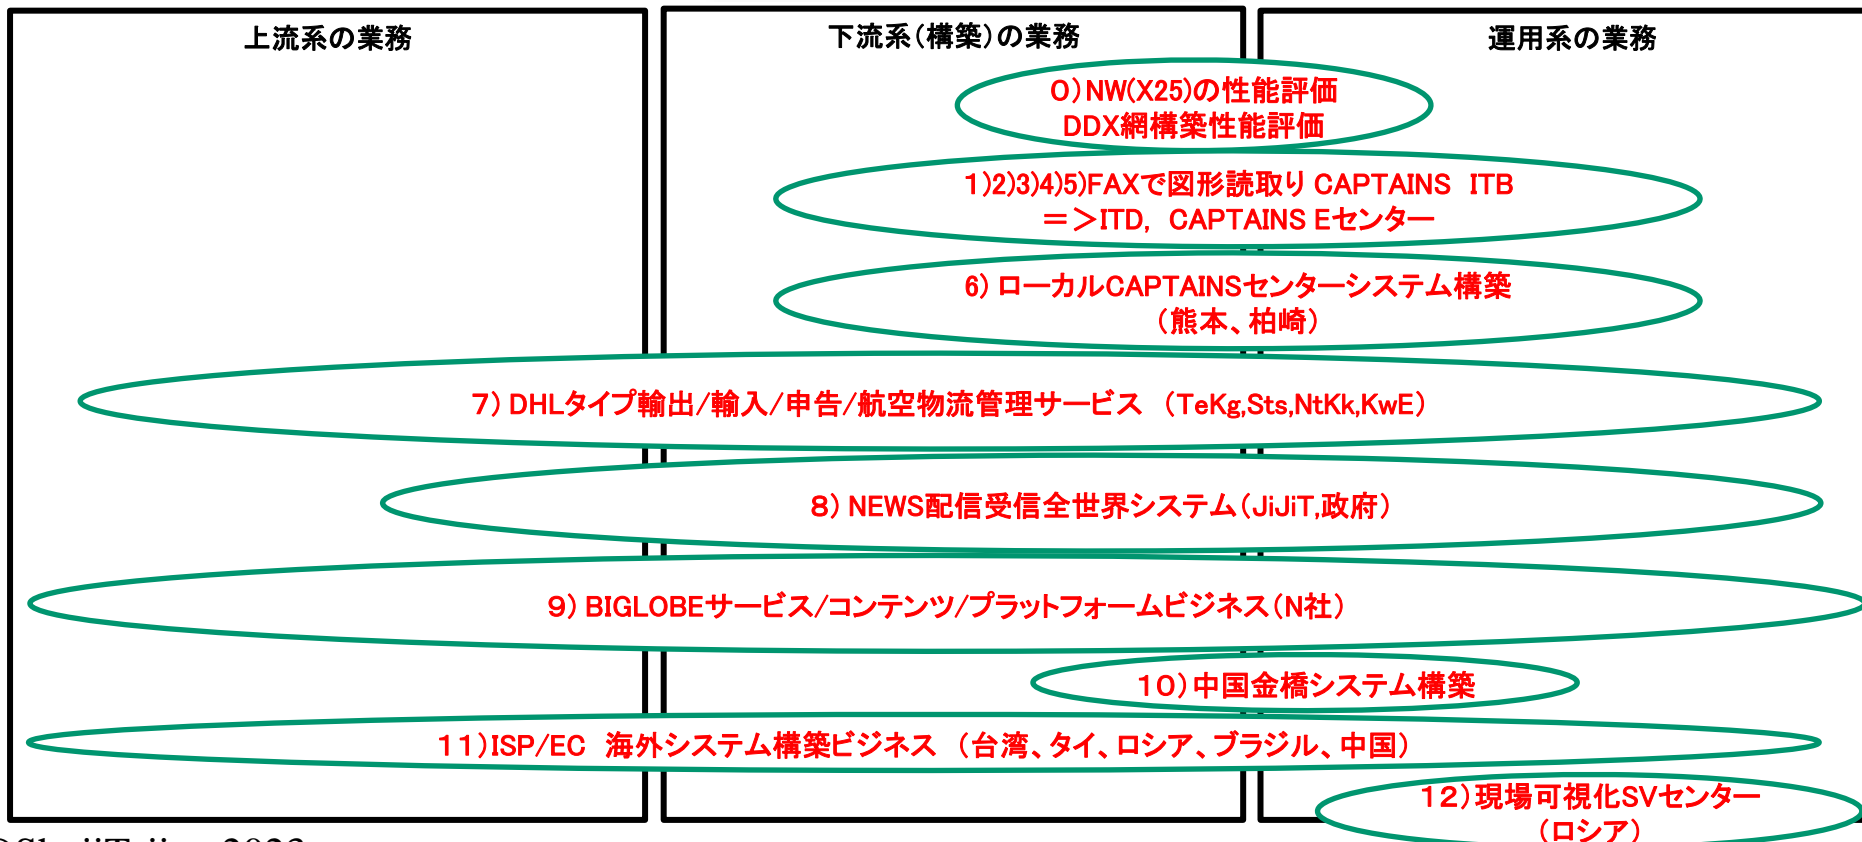 上流系の業務
下流系(構築)の業務
運用系の業務
0)NW(X25)の性能評価
DDX網構築性能評価
1)2)3)4)5)FAXで図形読取り CAPTAINS ITB
=>ITD, CAPTAINS Eセンター
6) ローカルCAPTAINSセンターシステム構築
(熊本、柏崎)
7) DHLタイプ輸出/輸入/申告/航空物流管理サービス (TeKg,Sts,NtKk,KwE)
8) NEWS配信受信全世界システム(JiJiT,政府)
9) BIGLOBEサービス/コンテンツ/プラットフォームビジネス(N社)
10)中国金橋システム構築
11)ISP/EC 海外システム構築ビジネス (台湾、タイ、ロシア、ブラジル、中国)
12)現場可視化SVセンター
(ロシア)